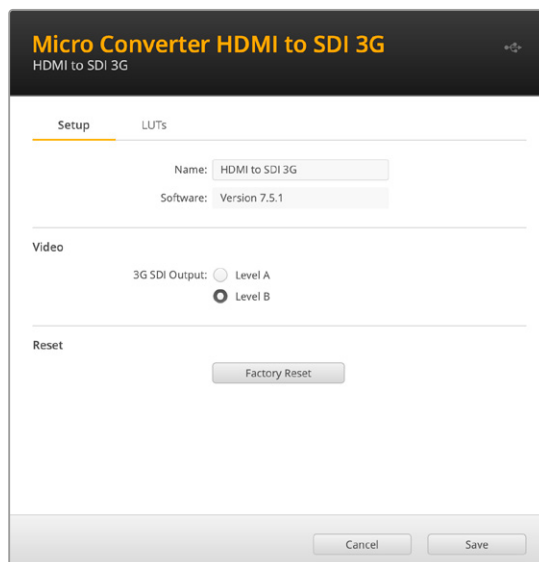 Micro Converter HDMI to SDI 3G
HDMI to SDI 3G
Setup LUTs
Name: HDMI to SDI 3G
Software: Version 7.5.1
Video
3G SDI Output: Level A
Level B
Reset
Factory Reset
Cancel Save